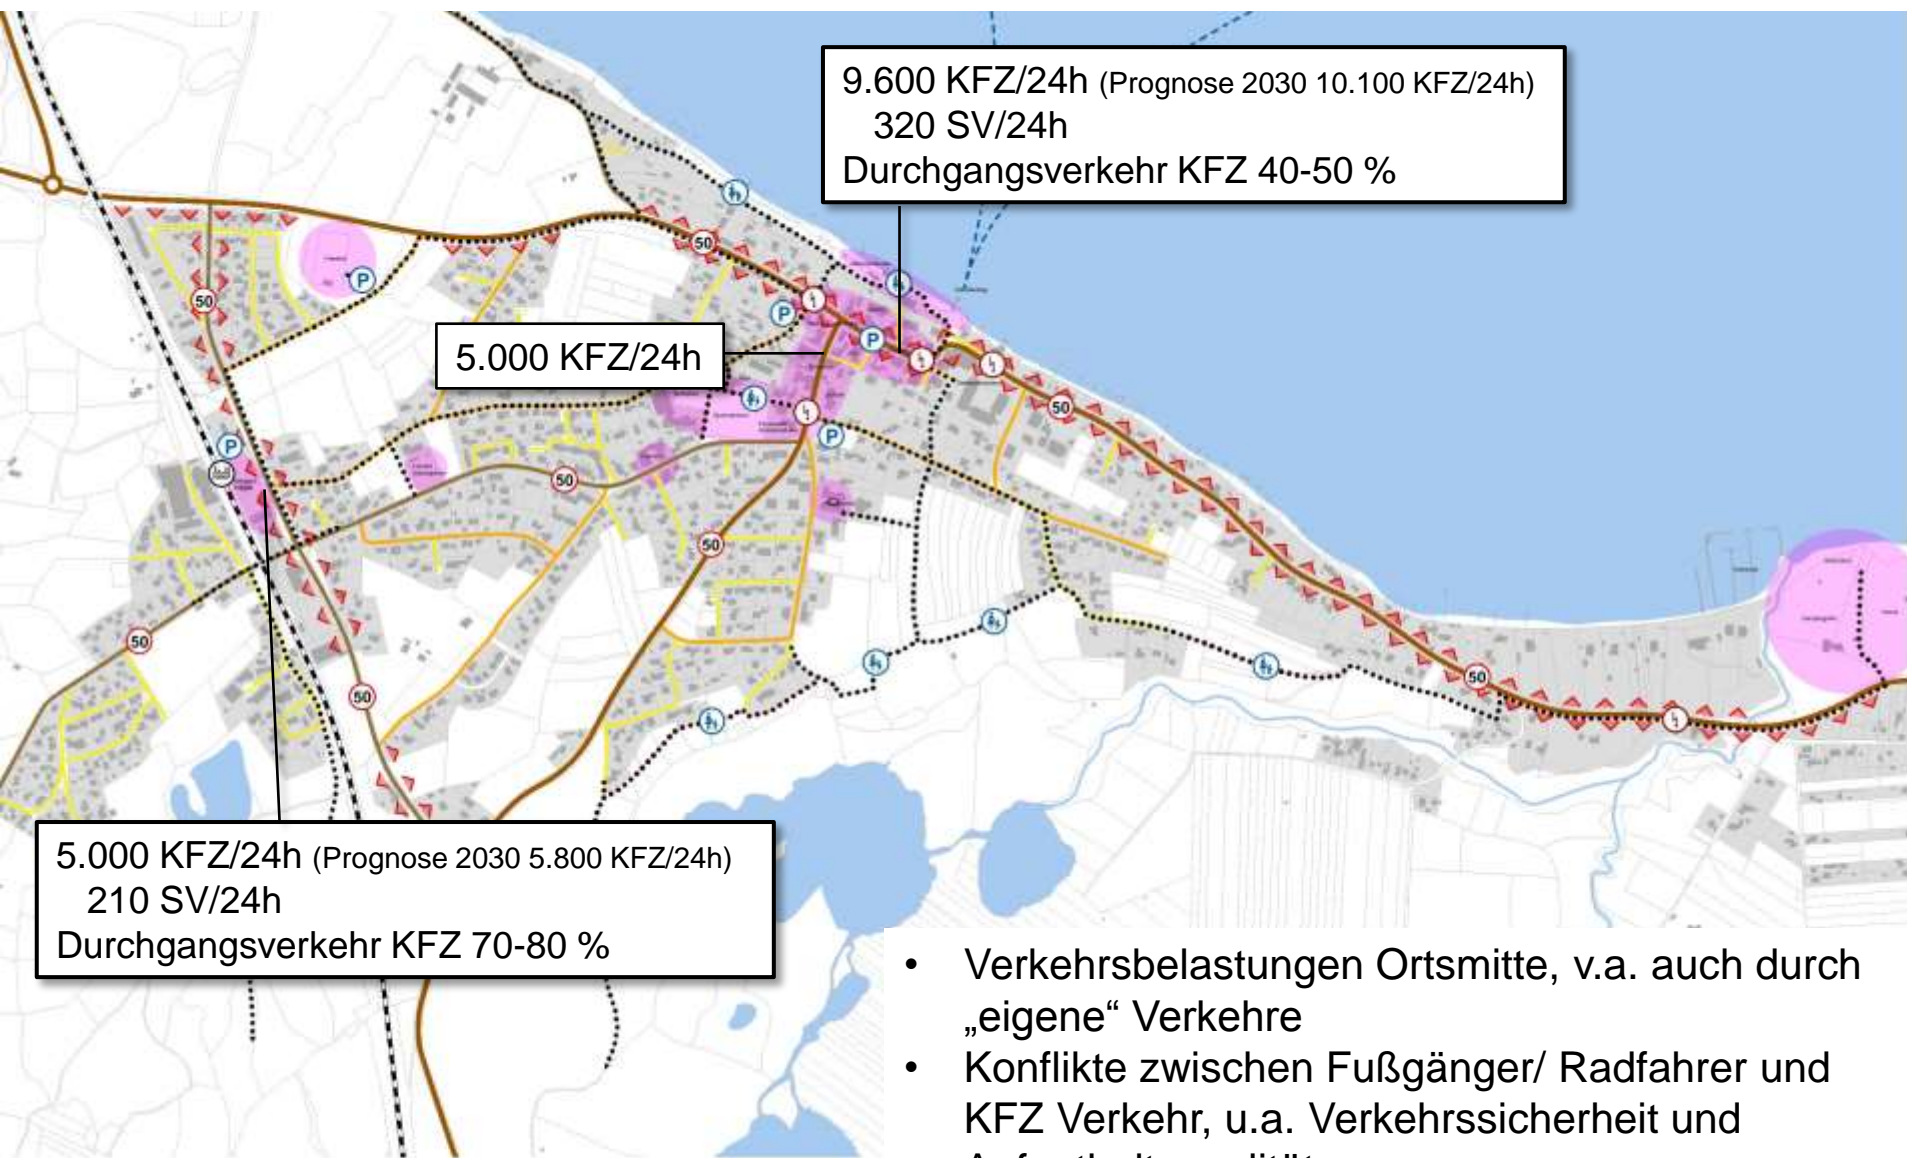 9.600 KFZ/24h (Prognose 2030 10.100 KFZ/24h)
320 SV/24h
Durchgangsverkehr KFZ 40-50 %
50
P
50
P
P
5.000 KFZ/24h
50
P
P
50
50
50
50
50
50
5.000 KFZ/24h (Prognose 2030 5.800 KFZ/24h)
210 SV/24h
Durchgangsverkehr KFZ 70-80 %
• Verkehrsbelastungen Ortsmitte, v.a. auch durch
„eigene“ Verkehre
• Konflikte zwischen Fußgänger/ Radfahrer und
KFZ Verkehr, u.a. Verkehrssicherheit und